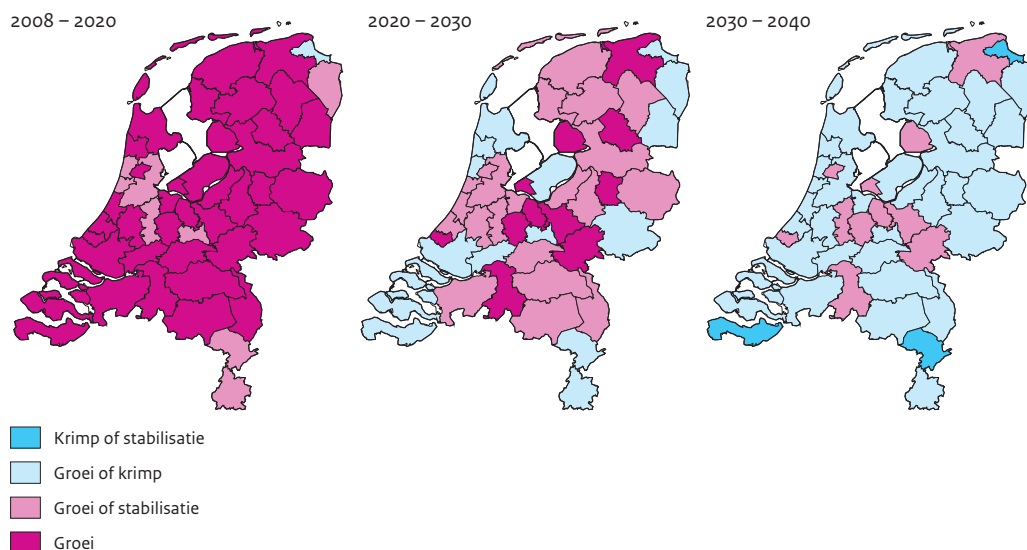 2008 – 2020
2020 – 2030
2030 – 2040
Krimp of stabilisatie
Groei of krimp
Groei of stabilisatie
Groei